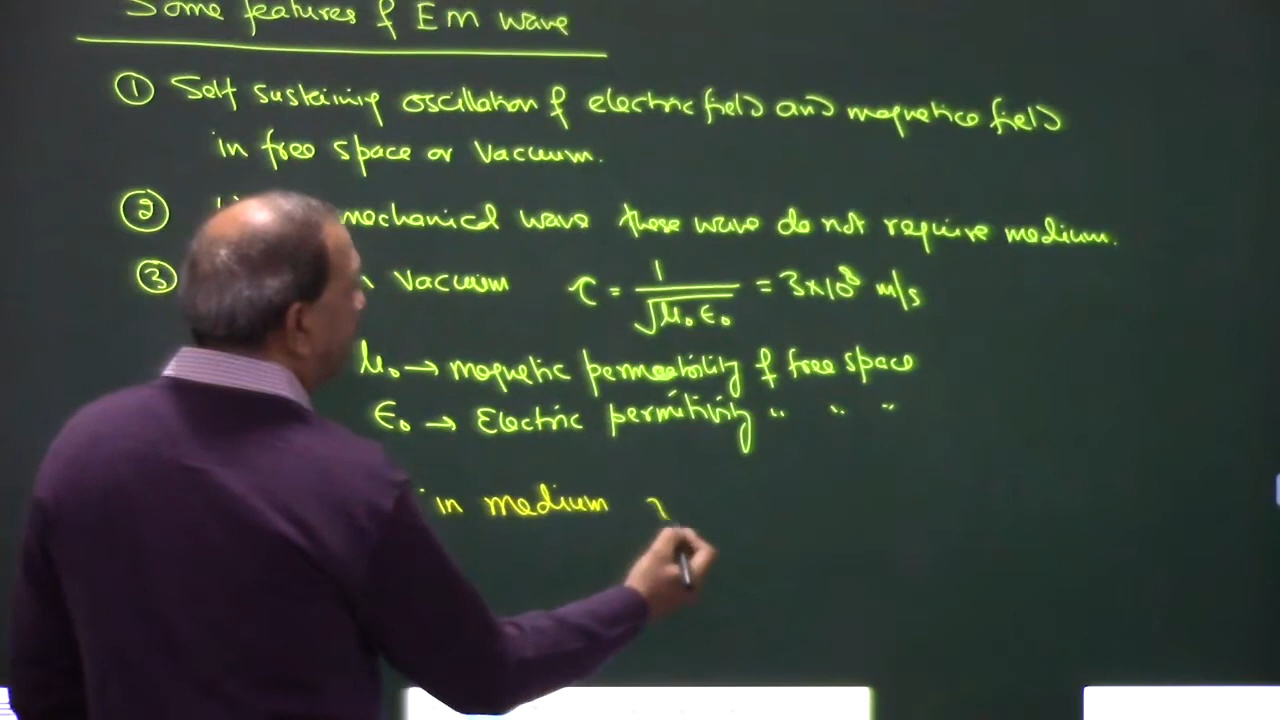 Some features of EM wave
① Self sustaining oscillation of electric field and magnetice field
in free space or Vacuum.
② mechanical wave these wave do not require medium.
③ Vacuum c = 1/√μ₀ε₀ = 3×10⁸ m/s
μ₀ → magnetic permeability of free space
ε₀ → Electric permitivity " " "
in medium